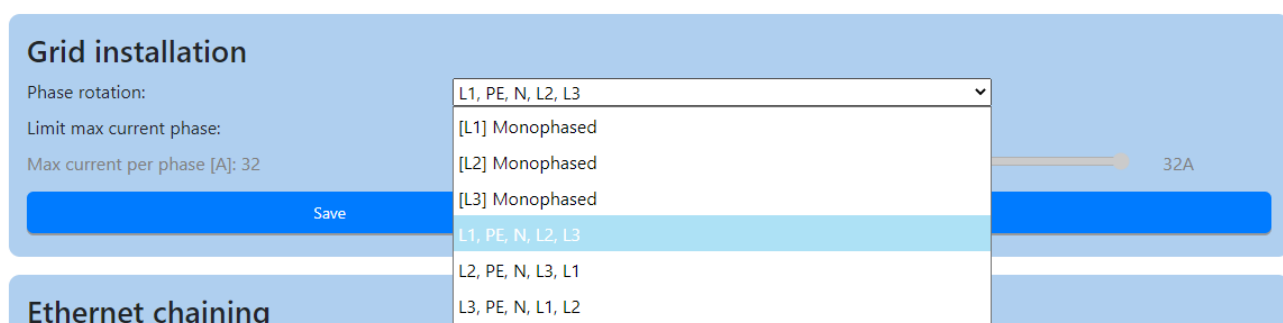 Grid installation
Phase rotation:
L1, PE, N, L2, L3
Limit max current phase:
[L1] Monophased
Max current per phase [A]: 32
[L2] Monophased
32A
[L3] Monophased
Save
L1, PE, N, L2, L3
L2, PE, N, L3, L1
Ethernet chaining
L3, PE, N, L1, L2